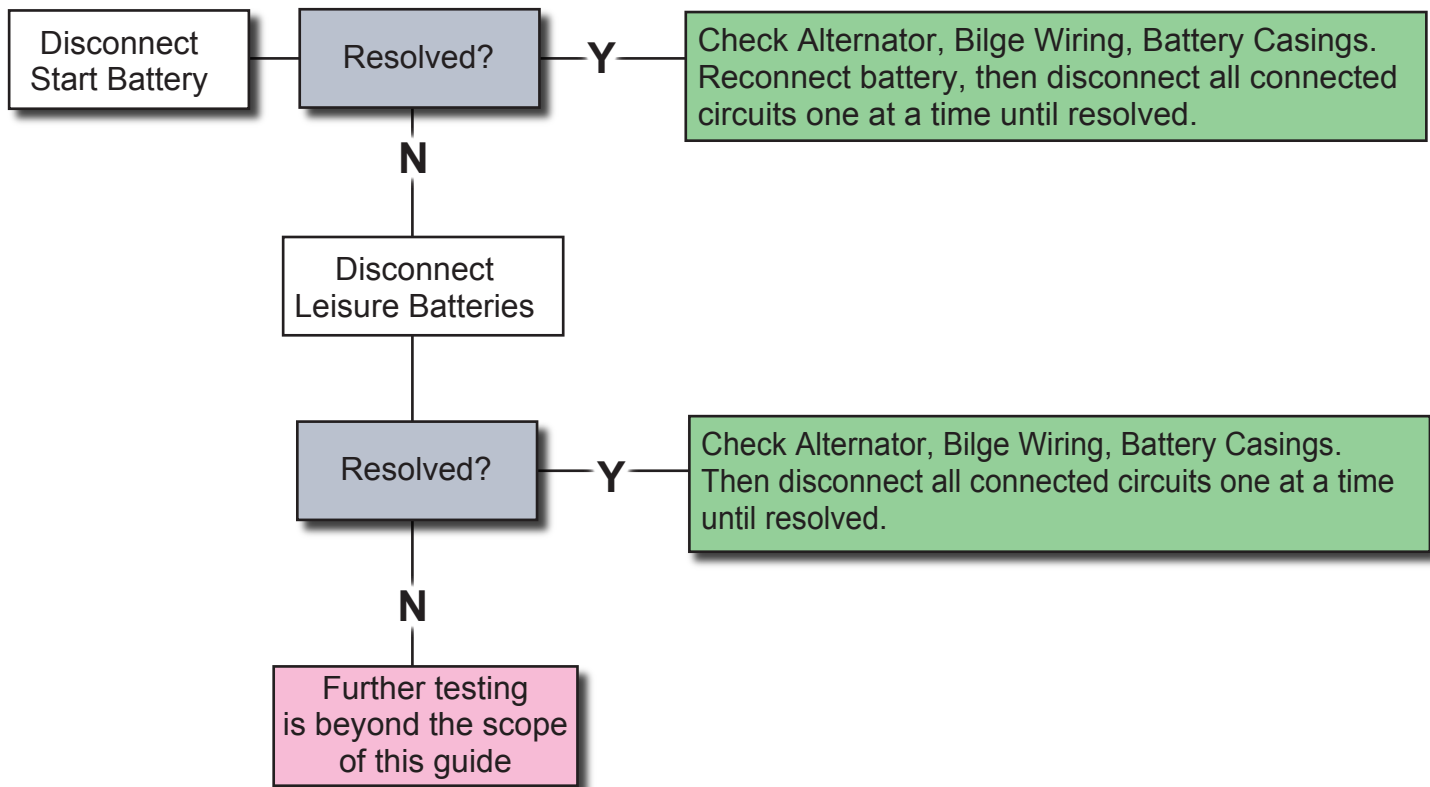 Disconnect
Start Battery
Resolved?
Y
Check Alternator, Bilge Wiring, Battery Casings.
Reconnect battery, then disconnect all connected
circuits one at a time until resolved.
N
Disconnect
Leisure Batteries
Resolved?
Y
Check Alternator, Bilge Wiring, Battery Casings.
Then disconnect all connected circuits one at a time
until resolved.
N
Further testing
is beyond the scope
of this guide